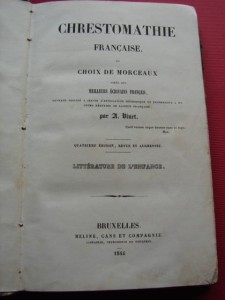 CHRESTOMATHIE
FRANÇAISE,
OU
CHOIX DE MORCEAUX
TIRÉS DES
MEILLEURS ÉCRIVAINS FRANÇAIS,
par A. Vinet.
QUATRIÈME ÉDITION, REVUE ET AUGMENTÉE.
LITTÉRATURE DE L'ENFANCE.
BRUXELLES.
MELINE, CANS ET COMPAGNIE,
1844